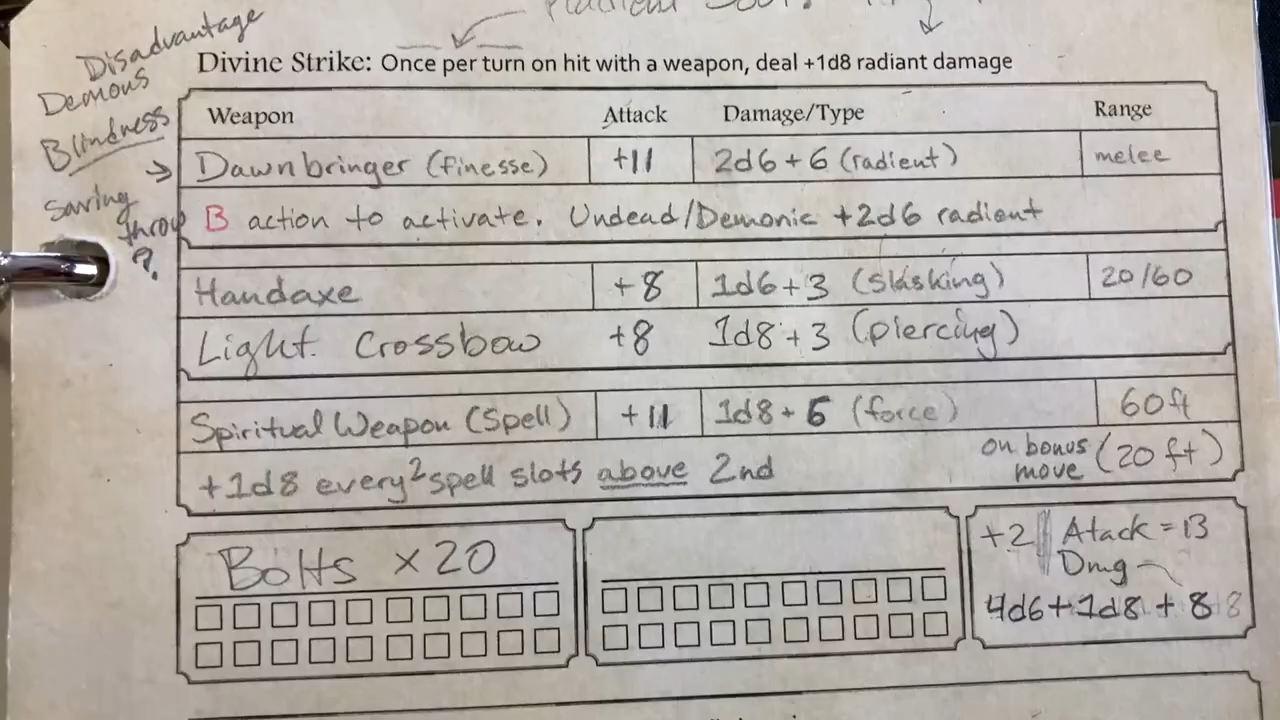 Disadvantage
Demons
Blindness
Saving
throw
?
Divine Strike: Once per turn on hit with a weapon, deal +1d8 radiant damage
Weapon Attack Damage/Type Range
Dawnbringer (finesse) +11 2d6 + 6 (radient) melee
B action to activate. Undead/Demonic +2d6 radient
Handaxe +8 1d6+3 (slasking) 20/60
Light Crossbow +8 1d8+3 (piercing)
Spiritual Weapon (Spell) +11 1d8+6 (force) 60ft
+1d8 every 2 spell slots above 2nd on bonus move (20 ft)
Bolts x20
+2 Atack = 13
Dmg
4d6+1d8+8 8